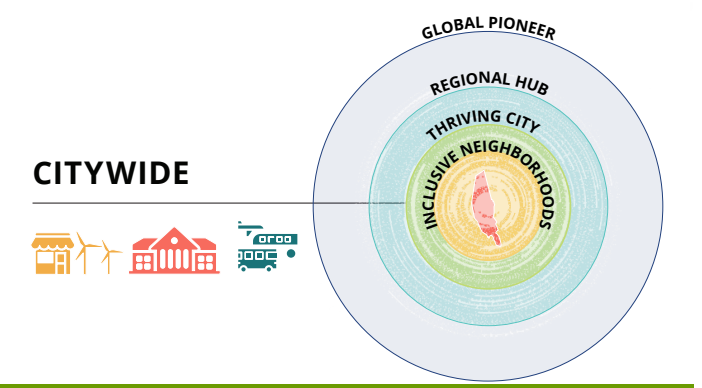 GLOBAL PIONEER
REGIONAL HUB
THRIVING CITY
INCLUSIVE NEIGHBORHOODS
CITYWIDE